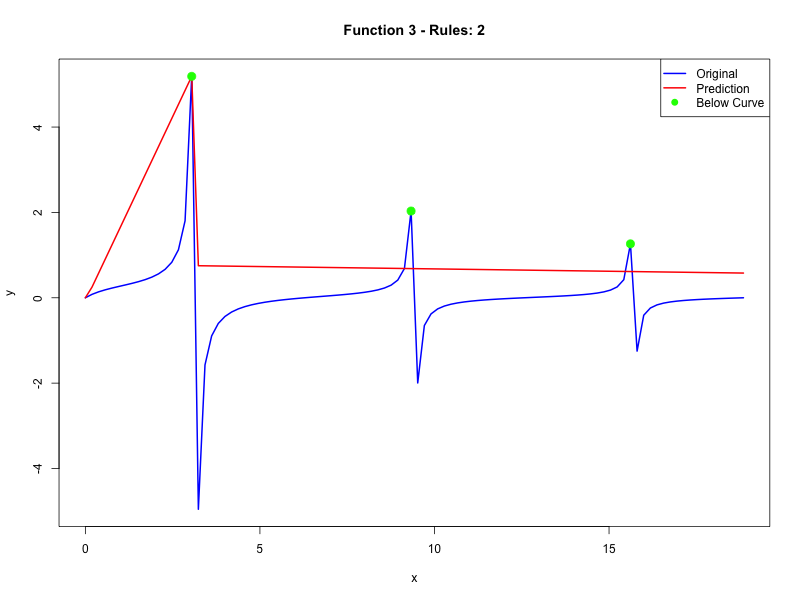 Function 3 - Rules: 2
Original
Prediction
Below Curve
4
2
0
-2
-4
y
0 5 10 15
x